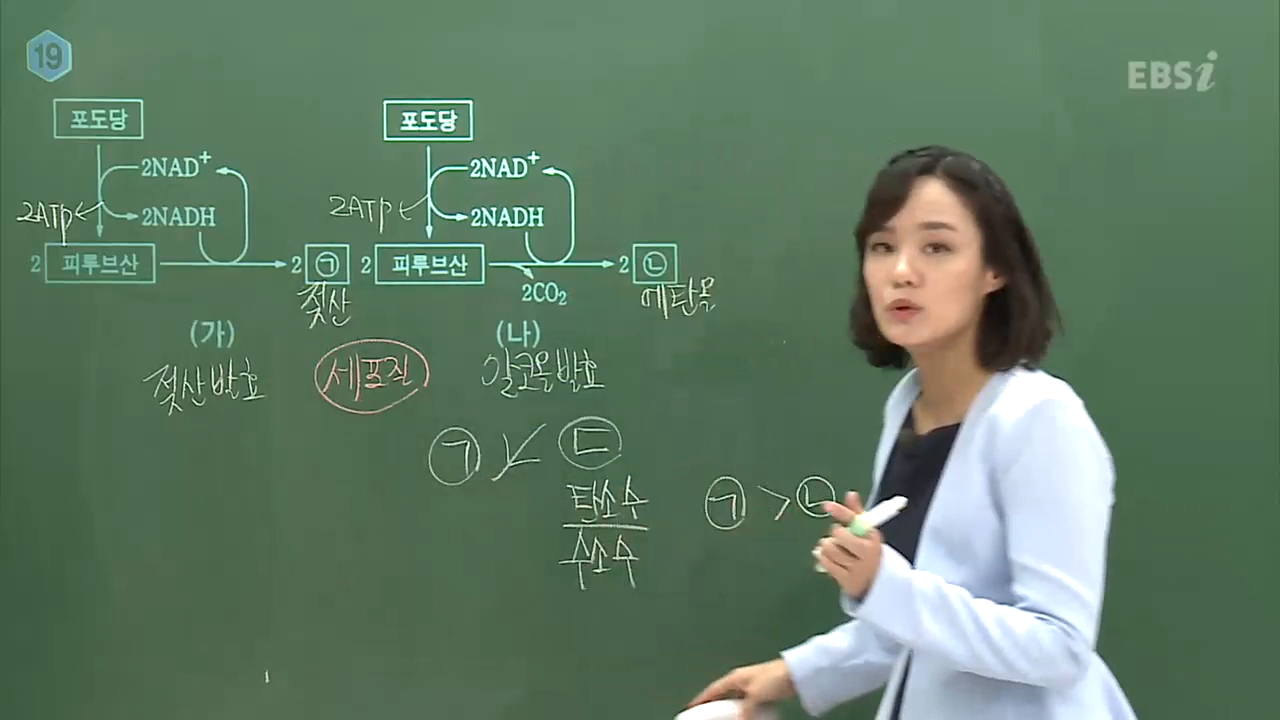 19
EBSi
포도당
2NAD+
2ATP
2NADH
2 피루브산
2 ㉠
젖산
(가)
젖산발효
포도당
2NAD+
2ATP
2NADH
2 피루브산
2CO₂
2 ㉡
에탄올
(나)
알코올발효
세포질
㉠ ㉢
탄소수
수소수
㉠ > ㉡